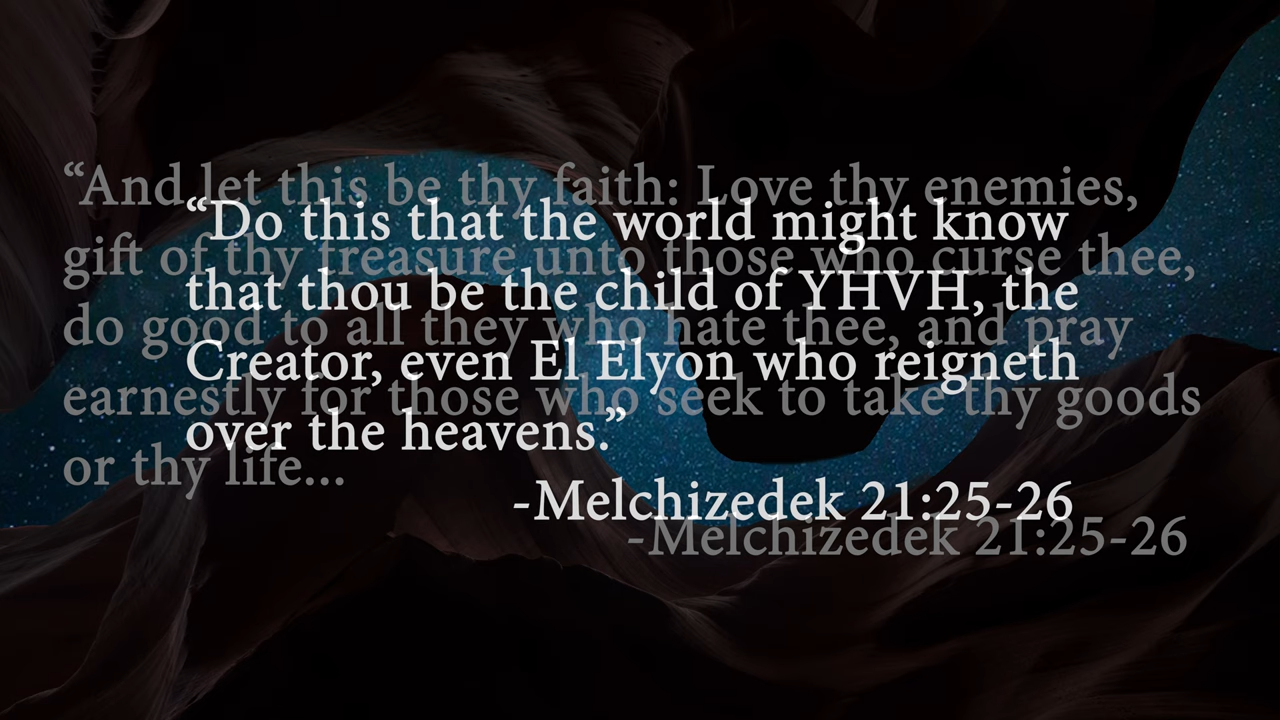 “And let this be thy faith: Love thy enemies,
gift of thy treasure unto those who curse thee,
do good to all they who hate thee, and pray
earnestly for those who seek to take thy goods
or thy life...
-Melchizedek 21:25-26
“Do this that the world might know
that thou be the child of YHVH, the
Creator, even El Elyon who reigneth
over the heavens.”
-Melchizedek 21:25-26